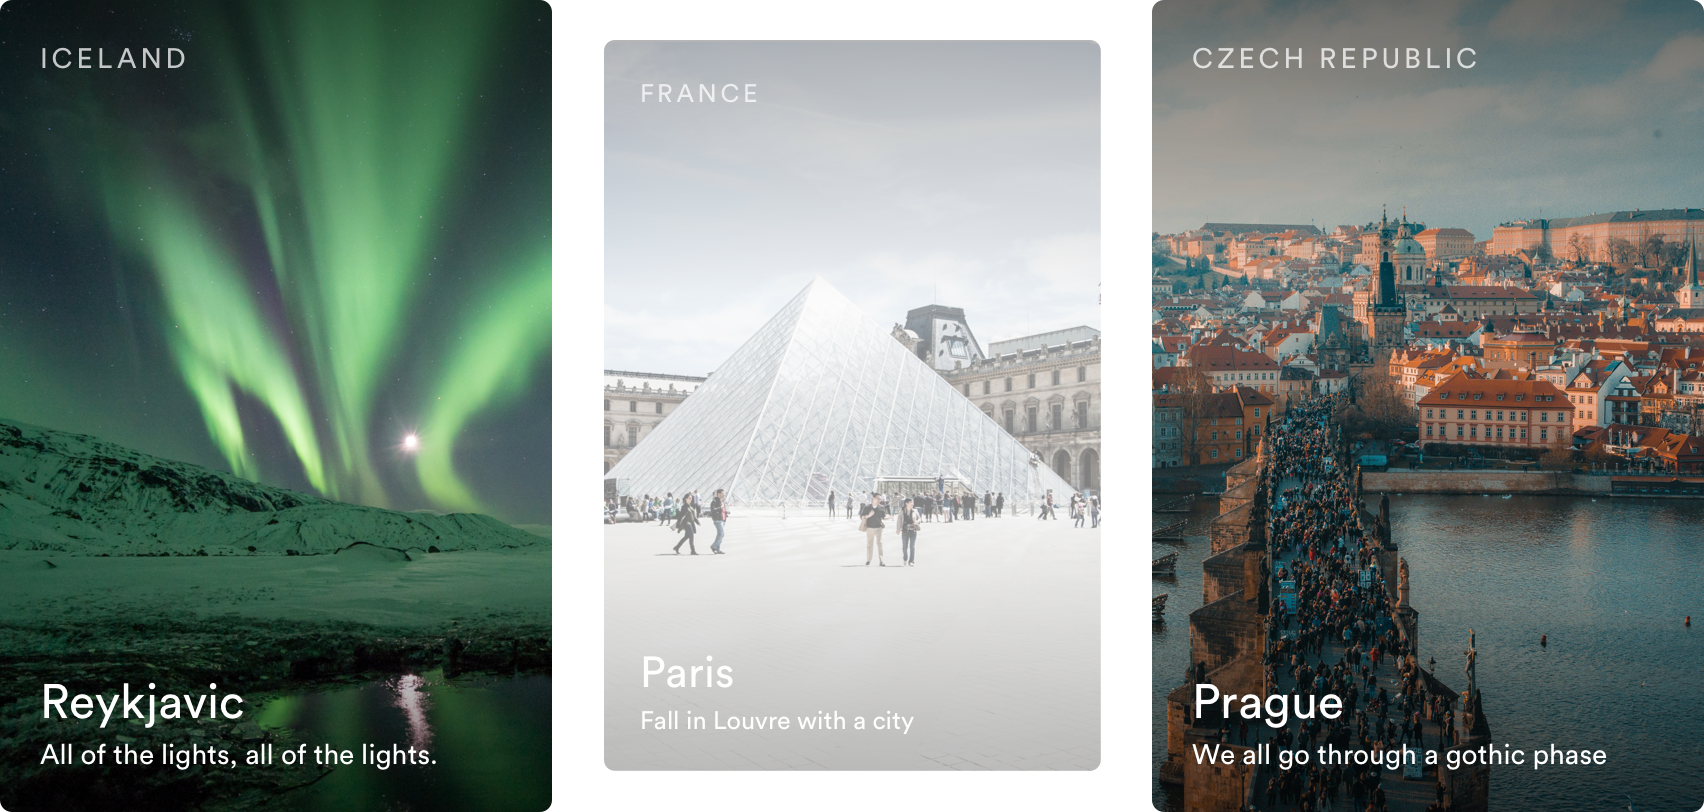 ICELAND
Reykjavic
All of the lights, all of the lights.
FRANCE
Paris
Fall in Louvre with a city
CZECH REPUBLIC
Prague
We all go through a gothic phase